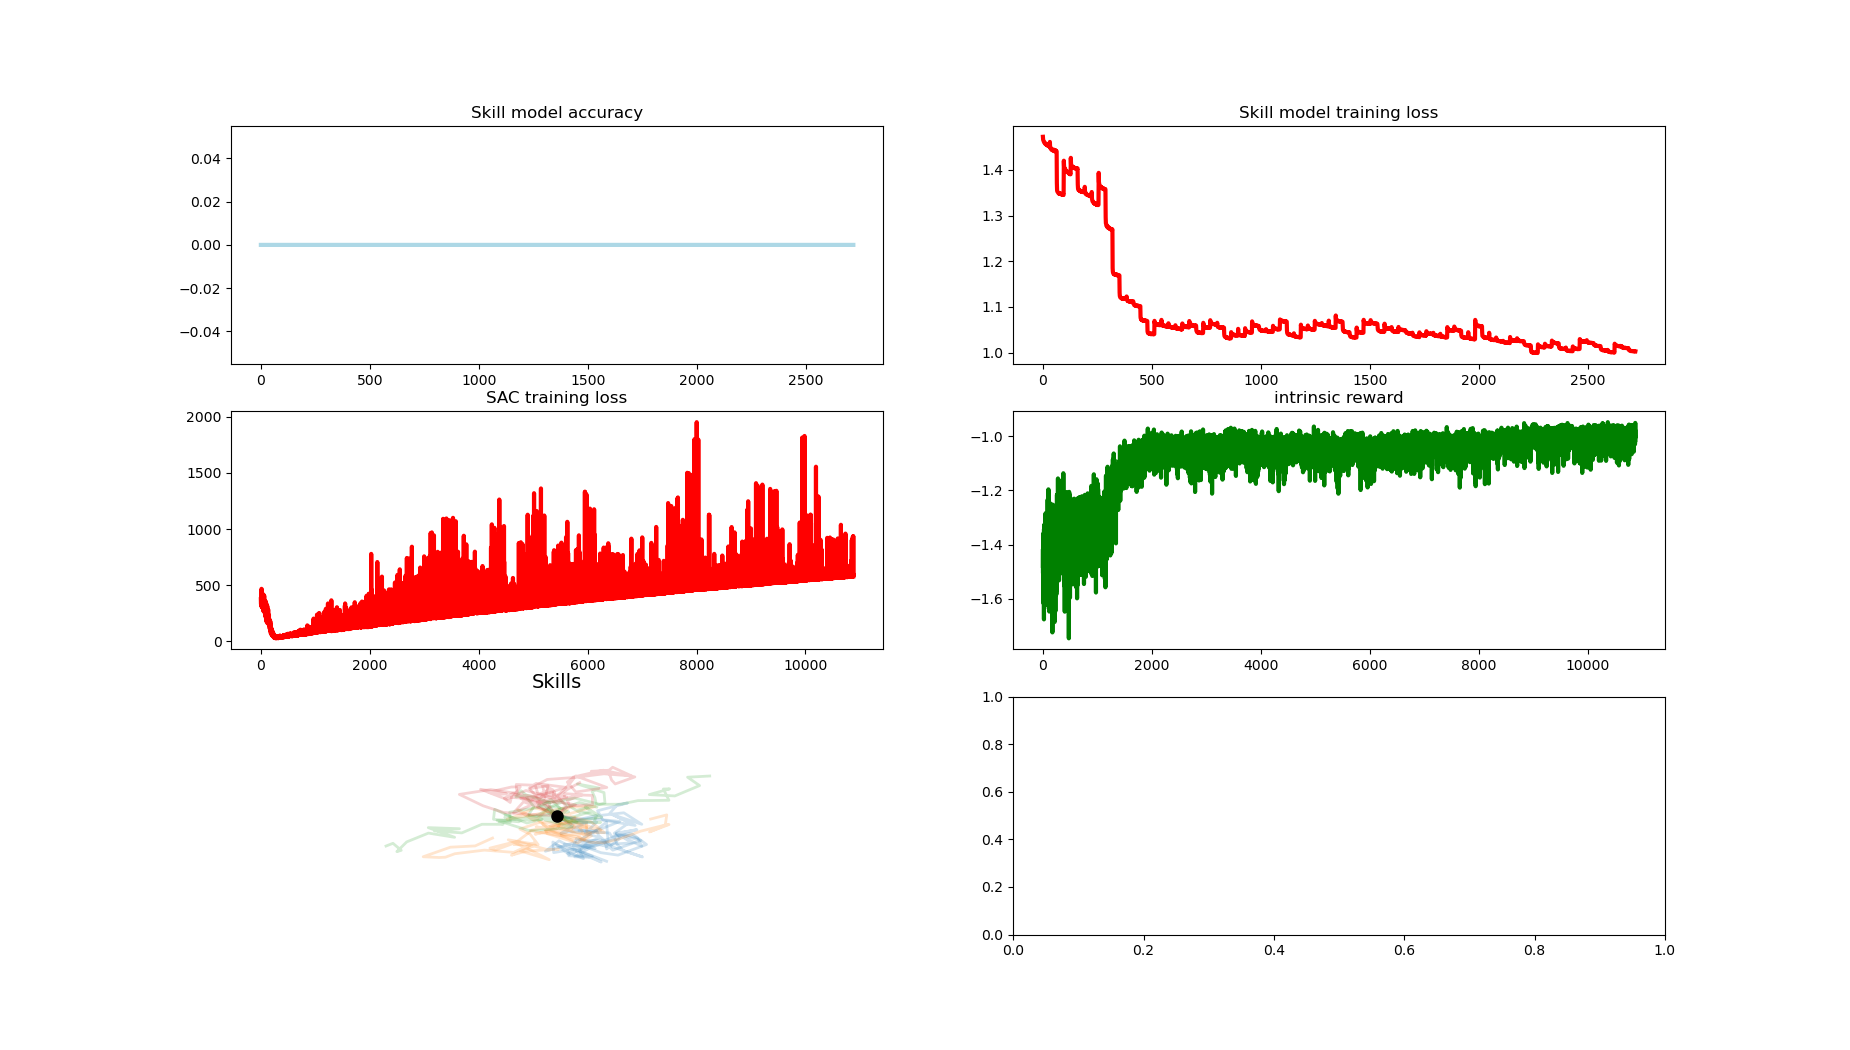 Skill model accuracy
0.04
0.02
0.00
−0.02
−0.04
0 500 1000 1500 2000 2500
Skill model training loss
1.4
1.3
1.2
1.1
1.0
0 500 1000 1500 2000 2500
SAC training loss
2000
1500
1000
500
0
0 2000 4000 6000 8000 10000
intrinsic reward
−1.0
−1.2
−1.4
−1.6
0 2000 4000 6000 8000 10000
Skills
1.0
0.8
0.6
0.4
0.2
0.0
0.0 0.2 0.4 0.6 0.8 1.0